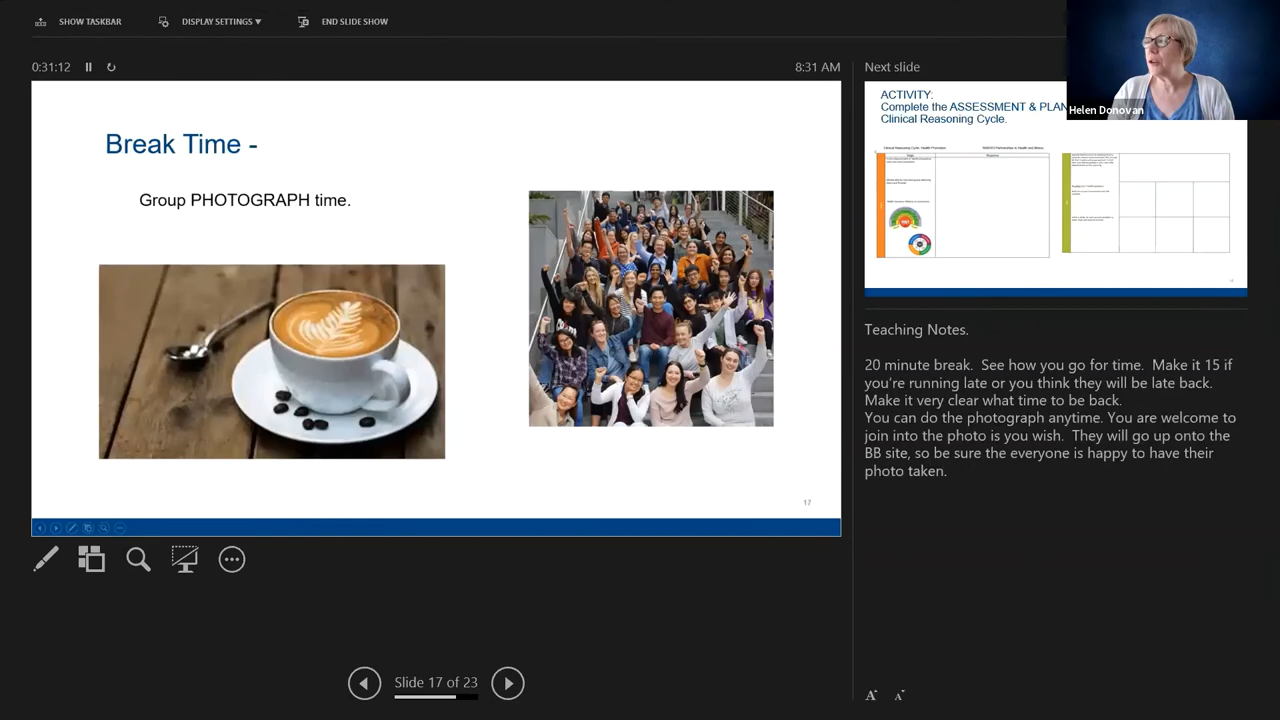 SHOW TASKBAR
DISPLAY SETTINGS ▼
END SLIDE SHOW
0:31:12
8:31 AM
Break Time -
Group PHOTOGRAPH time.
17
Slide 17 of 23
Next slide
ACTIVITY:
Complete the ASSESSMENT & PLAN
Clinical Reasoning Cycle.
Helen Donovan
Teaching Notes.
20 minute break.  See how you go for time.  Make it 15 if
you’re running late or you think they will be late back.
Make it very clear what time to be back.
You can do the photograph anytime. You are welcome to
join into the photo is you wish.  They will go up onto the
BB site, so be sure the everyone is happy to have their
photo taken.